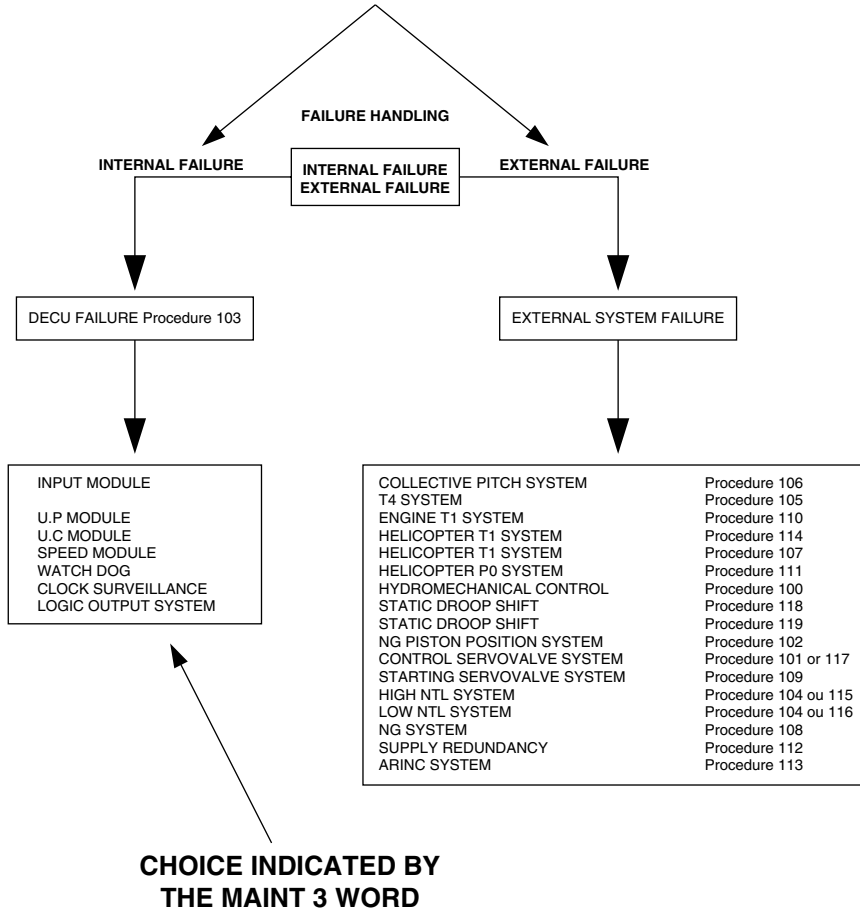 FAILURE HANDLING
INTERNAL FAILURE
INTERNAL FAILURE
EXTERNAL FAILURE
EXTERNAL FAILURE
DECU FAILURE Procedure 103
EXTERNAL SYSTEM FAILURE
INPUT MODULE
U.P MODULE
U.C MODULE
SPEED MODULE
WATCH DOG
CLOCK SURVEILLANCE
LOGIC OUTPUT SYSTEM
COLLECTIVE PITCH SYSTEM Procedure 106
T4 SYSTEM Procedure 105
ENGINE T1 SYSTEM Procedure 110
HELICOPTER T1 SYSTEM Procedure 114
HELICOPTER T1 SYSTEM Procedure 107
HELICOPTER P0 SYSTEM Procedure 111
HYDROMECHANICAL CONTROL Procedure 100
STATIC DROOP SHIFT Procedure 118
STATIC DROOP SHIFT Procedure 119
NG PISTON POSITION SYSTEM Procedure 102
CONTROL SERVOVALVE SYSTEM Procedure 101 or 117
STARTING SERVOVALVE SYSTEM Procedure 109
HIGH NTL SYSTEM Procedure 104 ou 115
LOW NTL SYSTEM Procedure 104 ou 116
NG SYSTEM Procedure 108
SUPPLY REDUNDANCY Procedure 112
ARINC SYSTEM Procedure 113
CHOICE INDICATED BY
THE MAINT 3 WORD